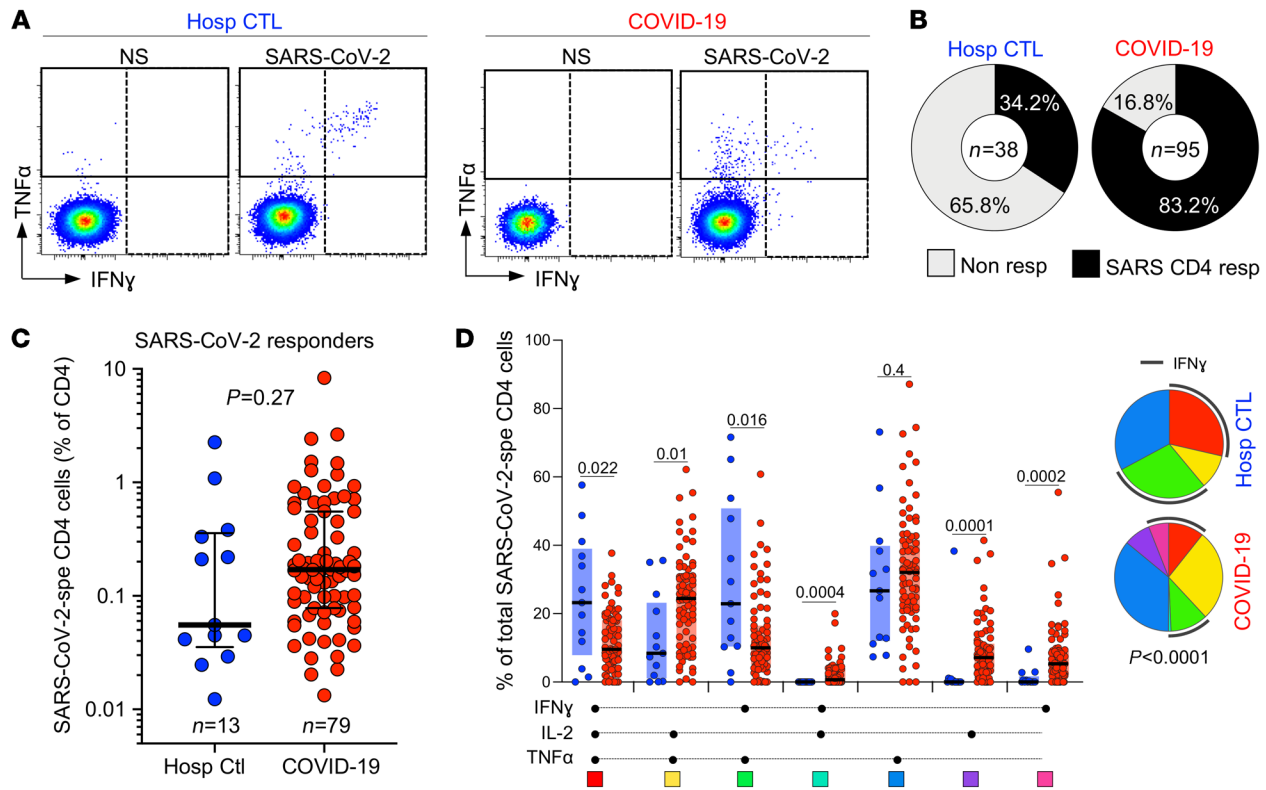 A
Hosp CTL
COVID-19
NS
SARS-CoV-2
NS
SARS-CoV-2
TNFα
IFNɣ
TNFα
IFNɣ
B
Hosp CTL
COVID-19
34.2%
n=38
65.8%
16.8%
n=95
83.2%
Non resp
SARS CD4 resp
C
SARS-CoV-2 responders
SARS-CoV-2-spe CD4 cells (% of CD4)
10
1
0.1
0.01
P=0.27
n=13
n=79
Hosp Ctl
COVID-19
D
% of total SARS-CoV-2-spe CD4 cells
100
80
60
40
20
0
0.022
0.01
0.016
0.0004
0.4
0.0001
0.0002
IFNɣ
IL-2
TNFα
IFNɣ
Hosp CTL
COVID-19
P<0.0001